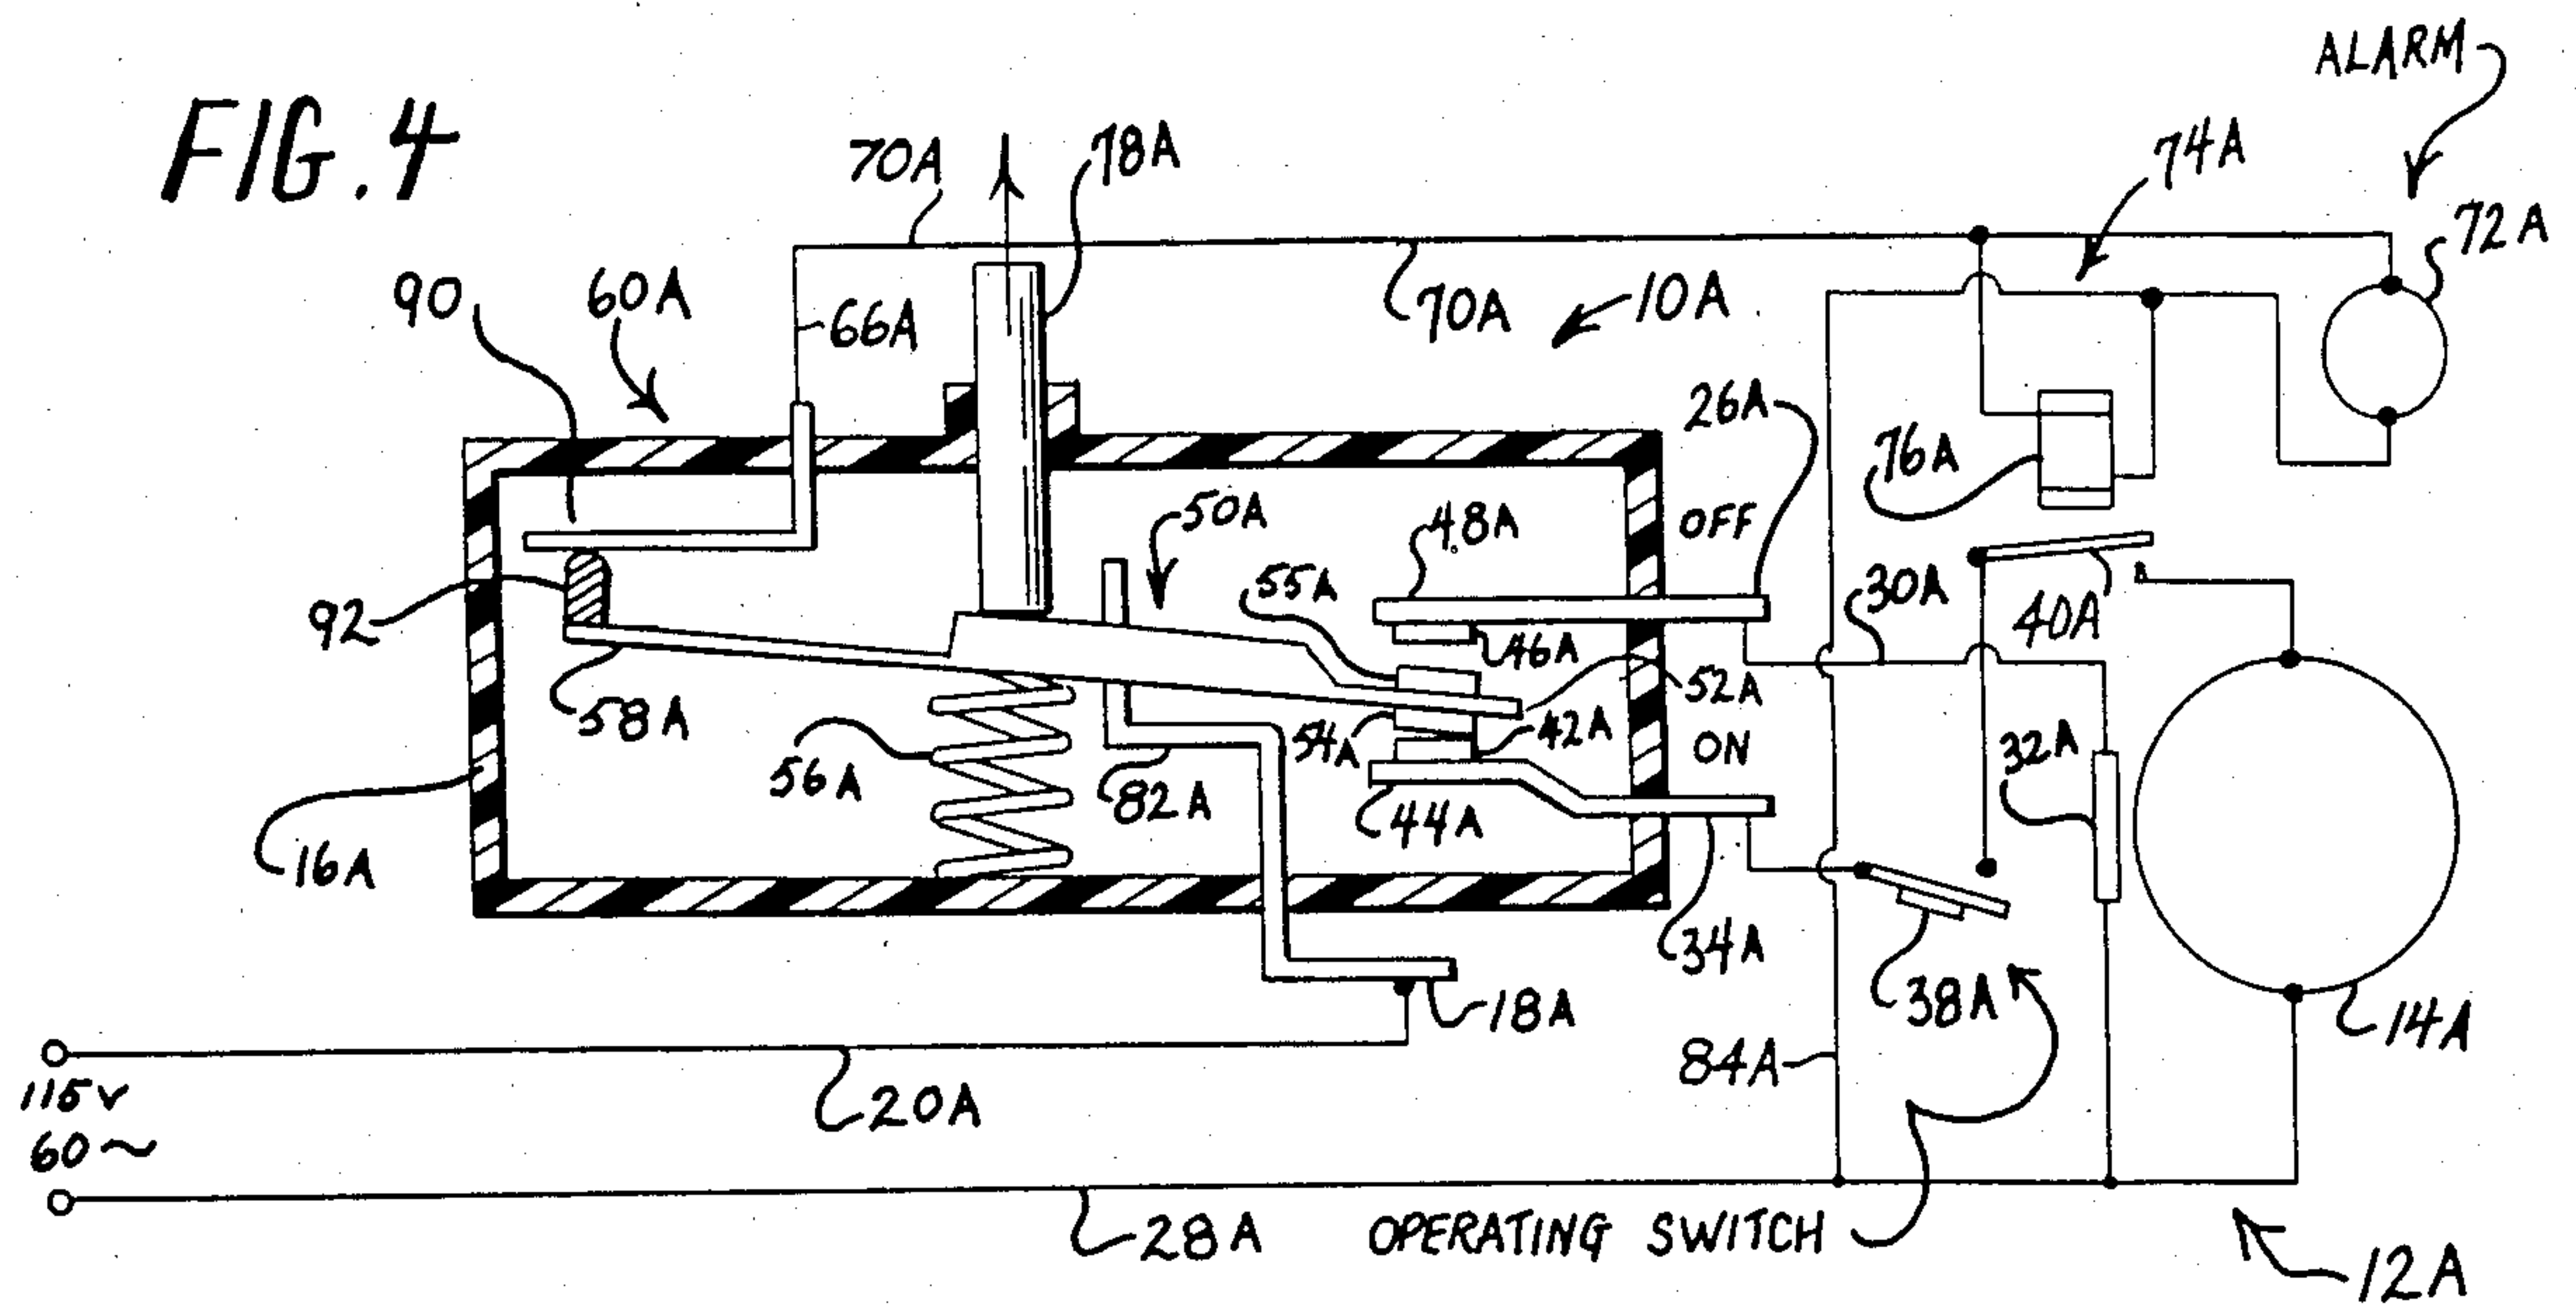 FIG. 4
ALARM
70A
78A
74A
72A
90
60A
66A
70A
10A
26A
76A
50A
48A
OFF
55A
30A
40A
92
46A
58A
52A
54A
42A
ON
32A
56A
82A
44A
16A
34A
38A
18A
14A
115v
60~
20A
84A
28A
OPERATING SWITCH
12A